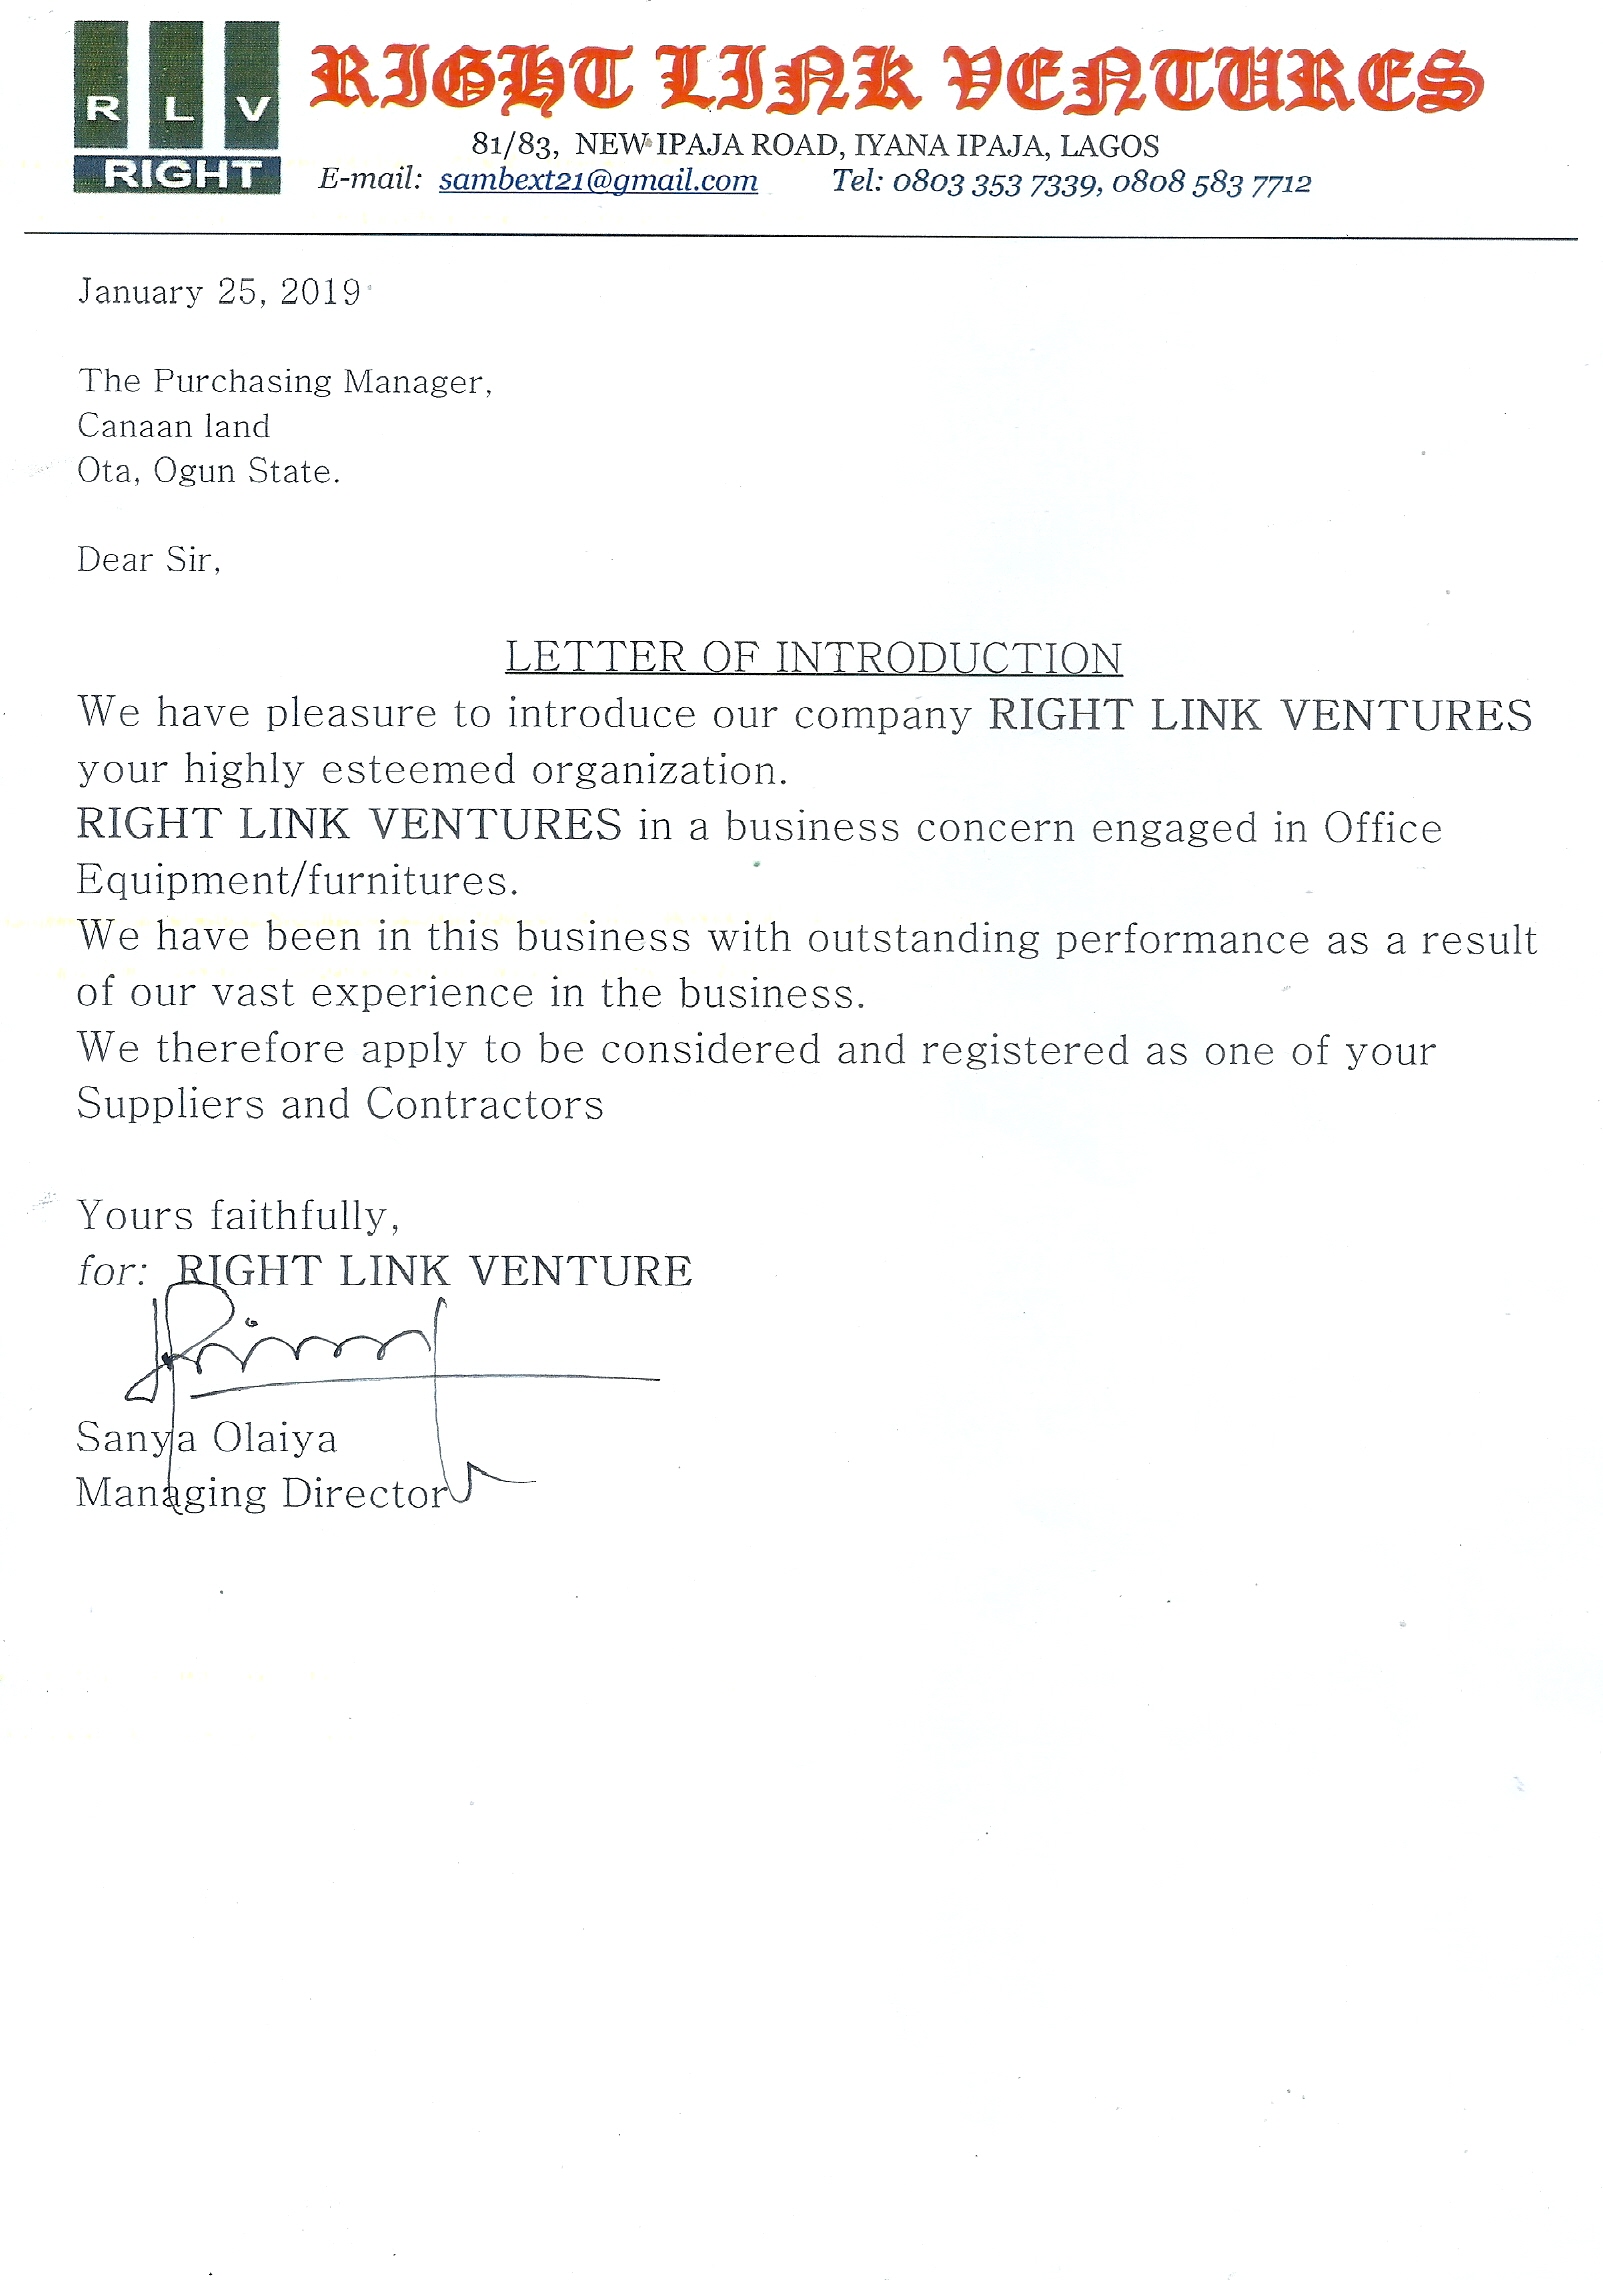 R L V
RIGHT
RIGHT LINK VENTURES
81/83, NEW IPAJA ROAD, IYANA IPAJA, LAGOS
E-mail: sambext21@gmail.com Tel: 0803 353 7339, 0808 583 7712
January 25, 2019
The Purchasing Manager,
Canaan land
Ota, Ogun State.
Dear Sir,
LETTER OF INTRODUCTION
We have pleasure to introduce our company RIGHT LINK VENTURES
your highly esteemed organization.
RIGHT LINK VENTURES in a business concern engaged in Office
Equipment/furnitures.
We have been in this business with outstanding performance as a result
of our vast experience in the business.
We therefore apply to be considered and registered as one of your
Suppliers and Contractors
Yours faithfully,
for: RIGHT LINK VENTURE
Sanya Olaiya
Managing Director